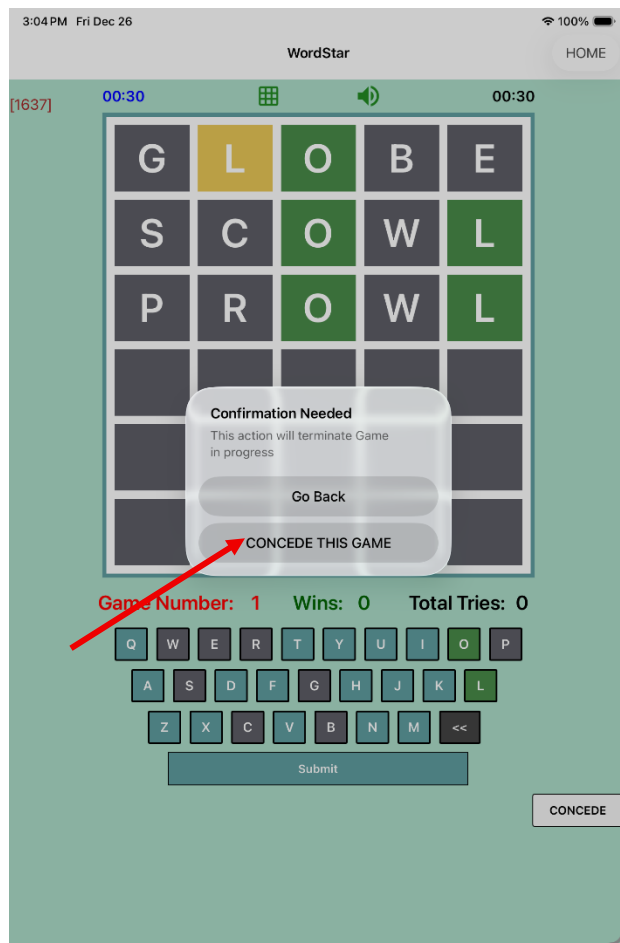 3:04 PM Fri Dec 26 100%
WordStar HOME
[1637] 00:30 00:30
G L O B E
S C O W L
P R O W L
Confirmation Needed
This action will terminate Game
in progress
Go Back
CONCEDE THIS GAME
Game Number: 1 Wins: 0 Total Tries: 0
Q W E R T Y U I O P
A S D F G H J K L
Z X C V B N M <<
Submit
CONCEDE